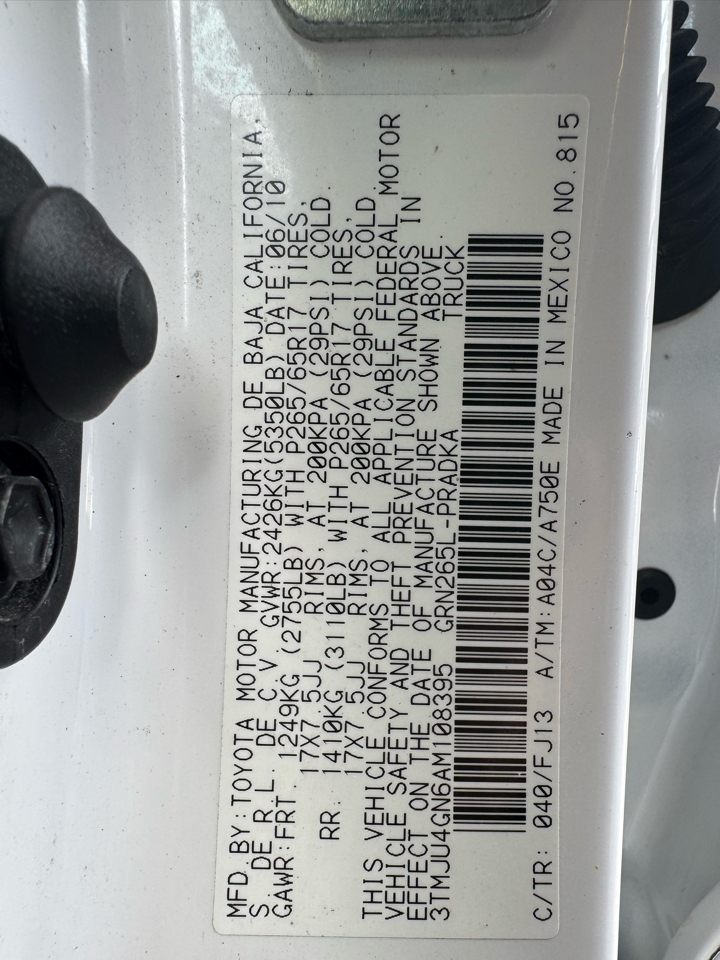 MFD.BY:TOYOTA MOTOR MANUFACTURING DE BAJA CALIFORNIA,
S DE R.L. DE C V GVWR:2426KG(5350LB) DATE:06/10
GAWR:FRT. 1249KG (2755LB) WITH P265/65R17 TIRES,
17X7.5JJ RIMS, AT 200KPA (29PSI) COLD.
RR. 1410KG (3110LB) WITH P265/65R17 TIRES,
17X7.5JJ RIMS, AT 200KPA (29PSI) COLD.
THIS VEHICLE CONFORMS TO ALL APPLICABLE FEDERAL MOTOR
VEHICLE SAFETY AND THEFT PREVENTION STANDARDS IN
EFFECT ON THE DATE OF MANUFACTURE SHOWN ABOVE.
3TMJU4GN6AM108395 GRN265L-PRADKA TRUCK
C/TR: 040/FJ13 A/TM:A04C/A750E MADE IN MEXICO NO.815